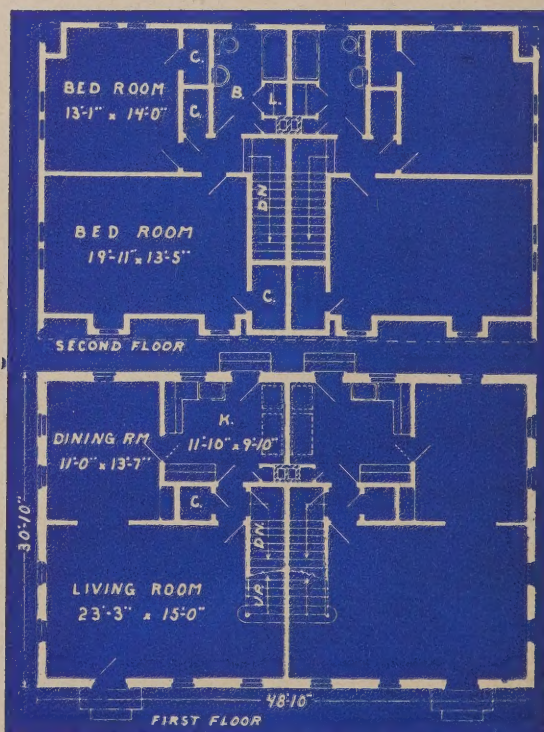 BED ROOM
13'-1" x 14'-0"
C.
C.
B.
L.
BED ROOM
19'-11" x 13'-5"
DN
C.
SECOND FLOOR
DINING RM
11'-0" x 13'-7"
K.
11'-10" x 9'-10"
C.
DN.
UP.
LIVING ROOM
23'-3" x 15'-0"
30'-10"
48'-10"
FIRST FLOOR